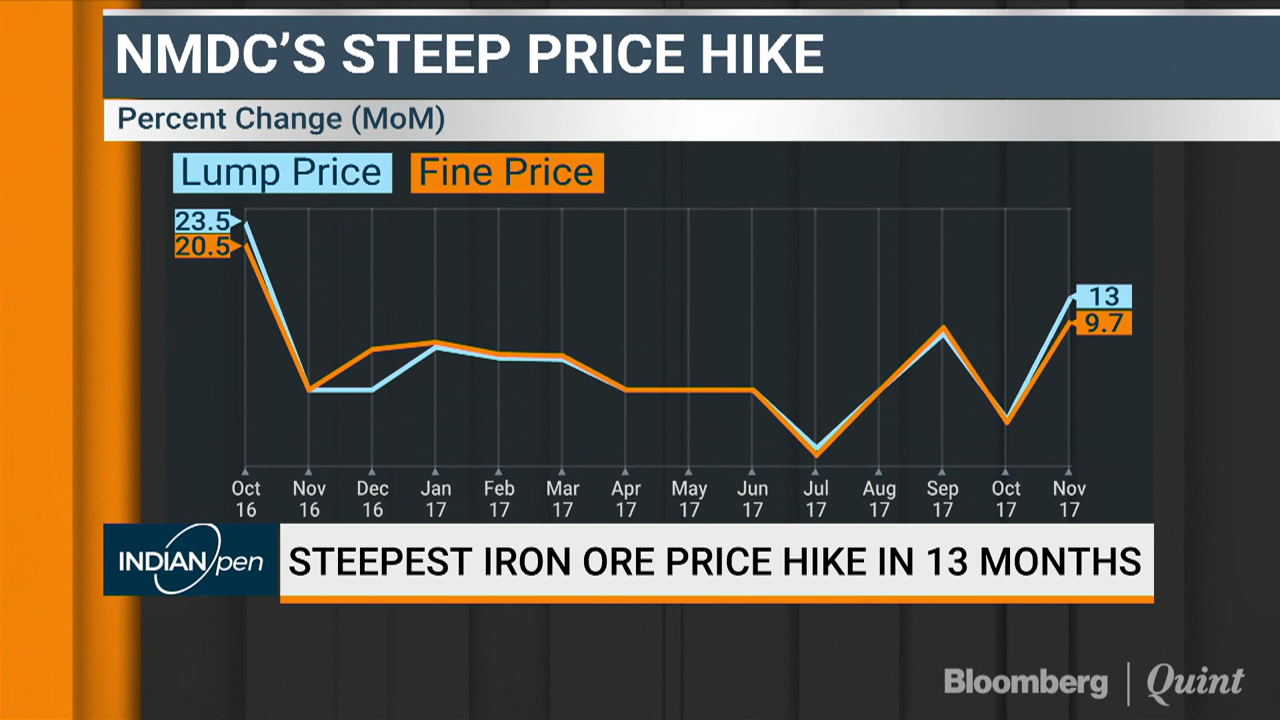 NMDC'S STEEP PRICE HIKE
Percent Change (MoM)
Lump Price Fine Price
23.5
20.5
13
9.7
Oct Nov Dec Jan Feb Mar Apr May Jun Jul Aug Sep Oct Nov
16 16 16 17 17 17 17 17 17 17 17 17 17 17
INDIAN pen STEEPEST IRON ORE PRICE HIKE IN 13 MONTHS
Bloomberg | Quint